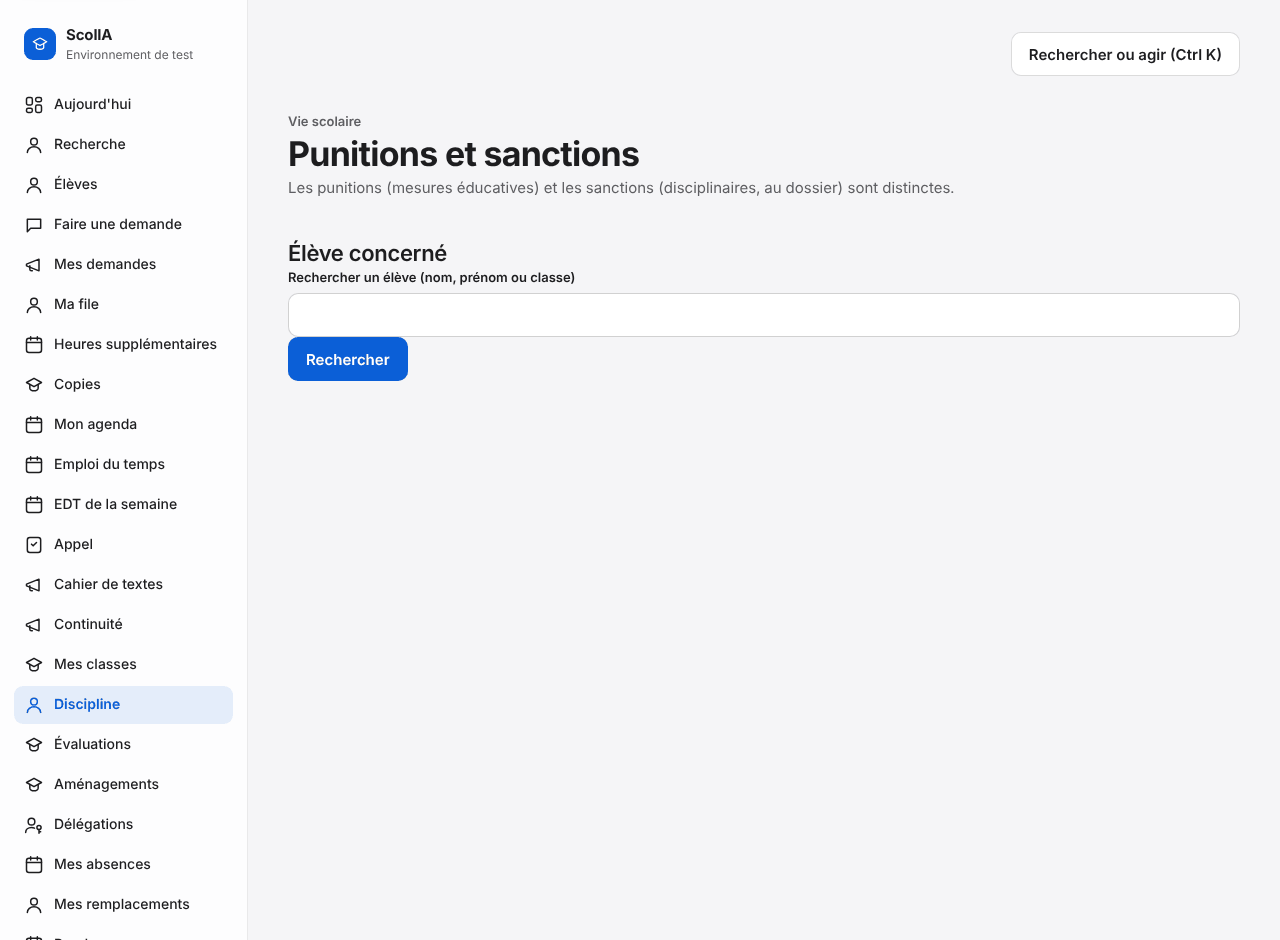 ScolIA
Environnement de test
Aujourd'hui
Recherche
Élèves
Faire une demande
Mes demandes
Ma file
Heures supplémentaires
Copies
Mon agenda
Emploi du temps
EDT de la semaine
Appel
Cahier de textes
Continuité
Mes classes
Discipline
Évaluations
Aménagements
Délégations
Mes absences
Mes remplacements
Rechercher ou agir (Ctrl K)
Vie scolaire
Punitions et sanctions
Les punitions (mesures éducatives) et les sanctions (disciplinaires, au dossier) sont distinctes.
Élève concerné
Rechercher un élève (nom, prénom ou classe)
Rechercher